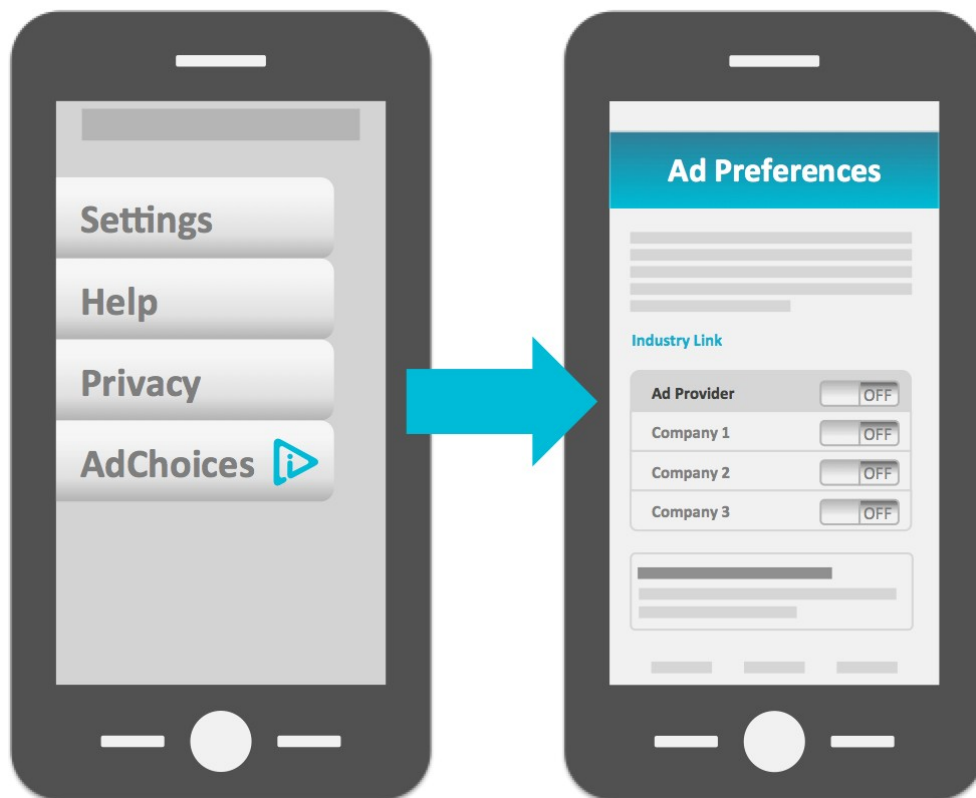 Settings
Help
Privacy
AdChoices
Ad Preferences
Industry Link
Ad Provider OFF
Company 1 OFF
Company 2 OFF
Company 3 OFF